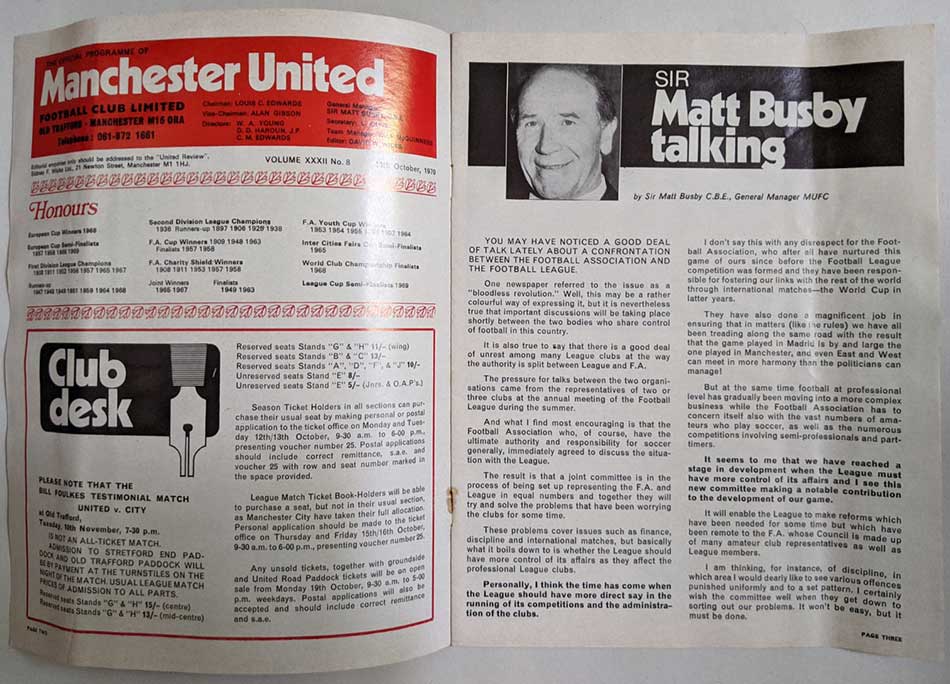 THE OFFICIAL PROGRAMME OF
Manchester United
FOOTBALL CLUB LIMITED
OLD TRAFFORD · MANCHESTER M16 0RA
Telephone : 061-872 1661
Chairman: LOUIS C. EDWARDS
Vice-Chairman: ALAN GIBSON
Directors: W. A. YOUNG
D. D. HAROUN, J.P.
C. M. EDWARDS
General Manager
SIR MATT
Secretary:
Team Manager
Editor: DAVID
Editorial enquiries info should be addressed to the "United Review".
Sidney F. Wicks Ltd., 21 Newton Street, Manchester M1 1HJ.
VOLUME XXXII No. 8
October, 1970
Honours
European Cup Winners 1968
European Cup Semi-Finalists
1957 1958 1966 1969
First Division League Champions
1908 1911 1952 1956 1957 1965 1967
Runners-up
1947 1948 1949 1951 1959 1964 1968
Second Division League Champions
1936 Runners-up 1897 1906 1925 1938
F.A. Cup Winners 1909 1948 1963
Finalists 1957 1958
F.A. Charity Shield Winners
1908 1911 1953 1957 1958
Joint Winners Finalists
1965 1967 1949 1963
F.A. Youth Cup Winners
1953 1954 1955 1964
Inter Cities Fairs Cup Semi-Finalists
1965
World Club Championship Finalists
1968
League Cup Semi-Finalists 1969
Club
desk
PLEASE NOTE THAT THE
BILL FOULKES TESTIMONIAL MATCH
UNITED v. CITY
at Old Trafford,
Tuesday, 10th November, 7-30 p.m.
IS NOT AN ALL-TICKET MATCH.
ADMISSION TO STRETFORD END PAD-
DOCK AND OLD TRAFFORD PADDOCK WILL
BE BY PAYMENT AT THE TURNSTILES ON THE
NIGHT OF THE MATCH. USUAL LEAGUE MATCH
PRICES OF ADMISSION TO ALL PARTS.
Reserved seats Stands "G" & "H" 15/- (centre)
Reserved seats Stands "G" & "H" 13/- (mid-centre)
PAGE TWO
Reserved seats Stands "G" & "H" 11/- (wing)
Reserved seats Stands "B" & "C" 13/-
Reserved seats Stands "A", "D", "F", & "J" 10/-
Unreserved seats Stand "E" 8/-
Unreserved seats Stand "E" 5/- (Jnrs. & O.A.P's.)
Season Ticket Holders in all sections can pur-
chase their usual seat by making personal or postal
application to the ticket office on Monday and Tues-
day 12th/13th October, 9-30 a.m. to 6-00 p.m.,
presenting voucher number 25. Postal applications
should include correct remittance, s.a.e. and
voucher 25 with row and seat number marked in
the space provided.
League Match Ticket Book-Holders will be able
to purchase a seat, but not in their usual section,
as Manchester City have taken their full allocation.
Personal application should be made to the ticket
office on Thursday and Friday 15th/16th October,
9-30 a.m. to 6-00 p.m., presenting voucher number 25.
Any unsold tickets, together with groundside
and United Road Paddock tickets will be on open
sale from Monday 19th October, 9-30 a.m. to 5-00
p.m. weekdays. Postal applications will also be
accepted and should include correct remittance
and s.a.e.
SIR
Matt Busby
talking
by Sir Matt Busby C.B.E., General Manager MUFC
YOU MAY HAVE NOTICED A GOOD DEAL
OF TALK LATELY ABOUT A CONFRONTATION
BETWEEN THE FOOTBALL ASSOCIATION AND
THE FOOTBALL LEAGUE.
One newspaper referred to the issue as a
"bloodless revolution." Well, this may be a rather
colourful way of expressing it, but it is nevertheless
true that important discussions will be taking place
shortly between the two bodies who share control
of football in this country.
It is also true to say that there is a good deal
of unrest among many League clubs at the way
the authority is split between League and F.A.
The pressure for talks between the two organi-
sations came from the representatives of two or
three clubs at the annual meeting of the Football
League during the summer.
And what I find most encouraging is that the
Football Association who, of course, have the
ultimate authority and responsibility for soccer
generally, immediately agreed to discuss the situa-
tion with the League.
The result is that a joint committee is in the
process of being set up representing the F.A. and
League in equal numbers and together they will
try and solve the problems that have been worrying
the clubs for some time.
These problems cover issues such as finance,
discipline and international matches, but basically
what it boils down to is whether the League should
have more control of its affairs as they affect the
professional League clubs.
Personally, I think the time has come when
the League should have more direct say in the
running of its competitions and the administra-
tion of the clubs.
I don't say this with any disrespect for the Foot-
ball Association, who after all have nurtured this
game of ours since before the Football League
competition was formed and they have been respon-
sible for fostering our links with the rest of the world
through international matches—the World Cup in
latter years.
They have also done a magnificent job in
ensuring that in matters (like the rules) we have all
been treading along the same road with the result
that the game played in Madrid is by and large the
one played in Manchester, and even East and West
can meet in more harmony than the politicians can
manage!
But at the same time football at professional
level has gradually been moving into a more complex
business while the Football Association has to
concern itself also with the vast numbers of ama-
teurs who play soccer, as well as the numerous
competitions involving semi-professionals and part-
timers.
It seems to me that we have reached a
stage in development when the League must
have more control of its affairs and I see this
new committee making a notable contribution
to the development of our game.
It will enable the League to make reforms which
have been needed for some time but which have
been remote to the F.A. whose Council is made up
of many amateur club representatives as well as
League members.
I am thinking, for instance, of discipline, in
which area I would dearly like to see various offences
punished uniformly and to a set pattern. I certainly
wish the committee well when they get down to
sorting out our problems. It won't be easy, but it
must be done.
PAGE THREE